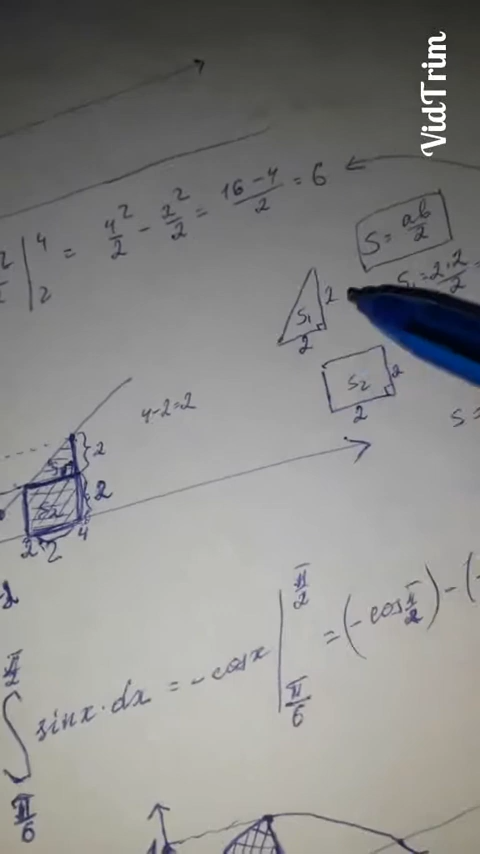 VidTrim
2/2 |₂⁴ = 4²/2 - 2²/2 = (16-4)/2 = 6
S = ab/2
S₁ = 2·2/2 =
S₁ 2
2
S₂ 2
2
S =
4-2=2
2
S₂ 2
2 2 4
∫_{π/6}^{π/2} sinx·dx = -cosx |_{π/6}^{π/2} = (-cos π/2) - (-